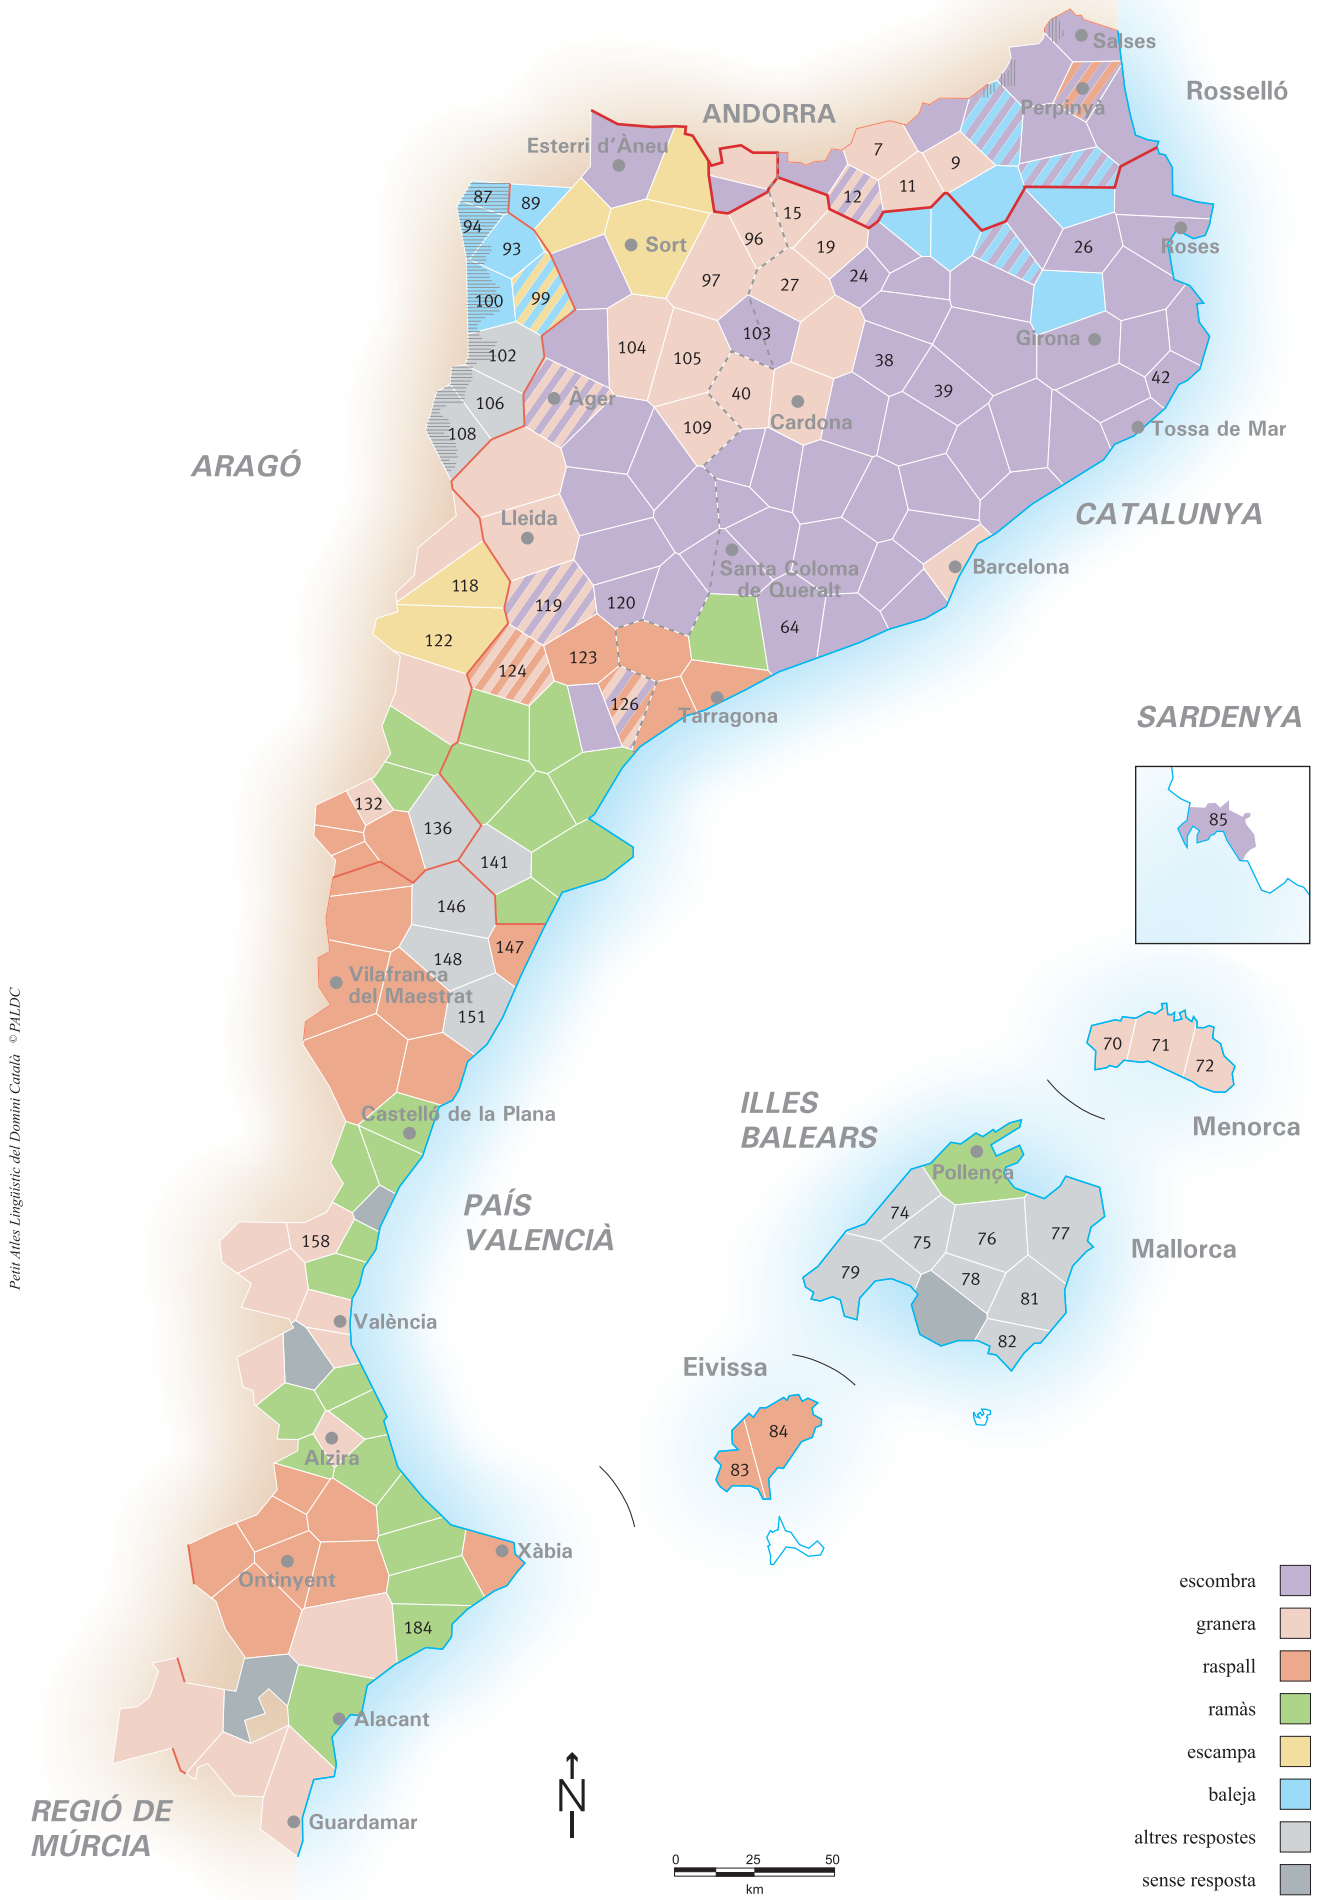 Salses
Rosselló
Perpinyà
ANDORRA
Esterri d'Àneu
7
9
11
12
87
89
94
93
15
96
19
26
Roses
Sort
97
27
24
100
99
103
Girona
102
104
105
38
39
42
106
Àger
40
Cardona
108
109
Tossa de Mar
ARAGÓ
CATALUNYA
Lleida
Santa Coloma
de Queralt
Barcelona
118
119
120
64
122
123
124
126
Tarragona
SARDENYA
85
132
136
141
146
147
148
Vilafranca
del Maestrat
151
70
71
72
Menorca
ILLES
BALEARS
Castelló de la Plana
Pollença
PAÍS
VALENCIÀ
74
75
76
77
Mallorca
158
79
78
81
82
València
Eivissa
84
83
Alzira
Xàbia
Ontinyent
184
Alacant
Guardamar
REGIÓ DE
MÚRCIA
N
0 25 50
km
escombra
granera
raspall
ramàs
escampa
baleja
altres respostes
sense resposta
Petit Atles Lingüístic del Domini Català © PALDC